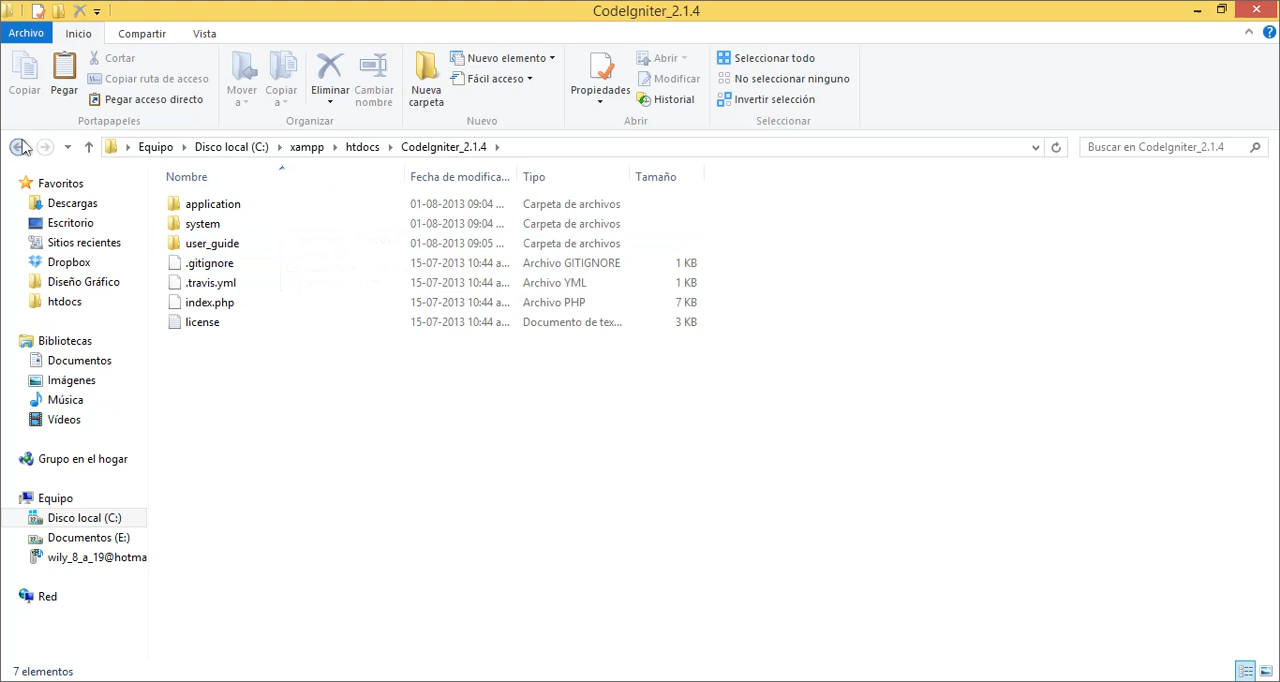 CodeIgniter_2.1.4
Archivo Inicio Compartir Vista
Copiar
Pegar
Cortar
Copiar ruta de acceso
Pegar acceso directo
Portapapeles
Mover a
Copiar a
Eliminar
Cambiar nombre
Organizar
Nueva carpeta
Nuevo elemento
Fácil acceso
Nuevo
Propiedades
Abrir
Modificar
Historial
Abrir
Seleccionar todo
No seleccionar ninguno
Invertir selección
Seleccionar
Equipo Disco local (C:) xampp htdocs CodeIgniter_2.1.4
Buscar en CodeIgniter_2.1.4
Favoritos
Descargas
Escritorio
Sitios recientes
Dropbox
Diseño Gráfico
htdocs
Bibliotecas
Documentos
Imágenes
Música
Vídeos
Grupo en el hogar
Equipo
Disco local (C:)
Documentos (E:)
wily_8_a_19@hotma
Red
Nombre Fecha de modifica... Tipo Tamaño
application 01-08-2013 09:04 ... Carpeta de archivos
system 01-08-2013 09:04 ... Carpeta de archivos
user_guide 01-08-2013 09:05 ... Carpeta de archivos
.gitignore 15-07-2013 10:44 a... Archivo GITIGNORE 1 KB
.travis.yml 15-07-2013 10:44 a... Archivo YML 1 KB
index.php 15-07-2013 10:44 a... Archivo PHP 7 KB
license 15-07-2013 10:44 a... Documento de tex... 3 KB
7 elementos